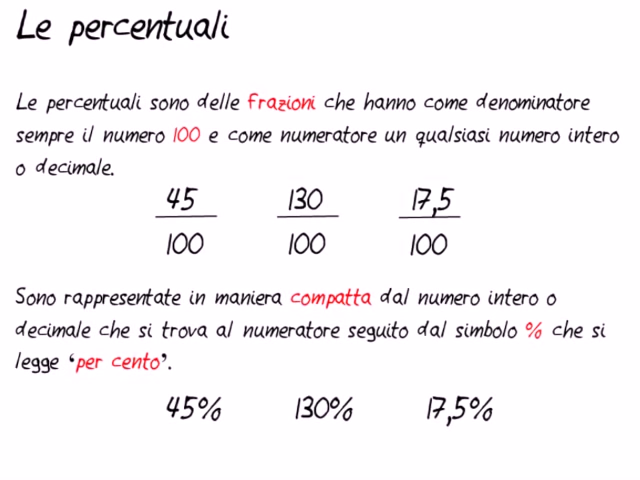 Le percentuali
Le percentuali sono delle frazioni che hanno come denominatore
sempre il numero 100 e come numeratore un qualsiasi numero intero
o decimale.
45 130 17,5
100 100 100
Sono rappresentate in maniera compatta dal numero intero o
decimale che si trova al numeratore seguito dal simbolo % che si
legge ‘per cento’.
45% 130% 17,5%